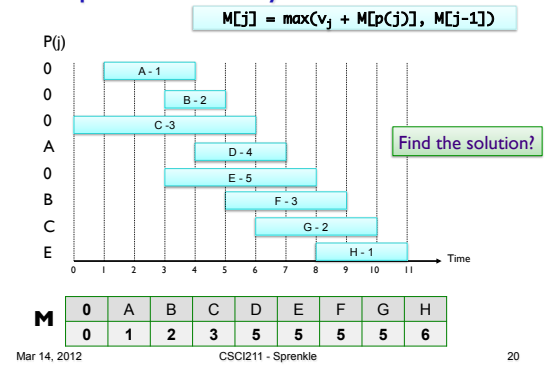 M[j] = max(vj + M[p(j)], M[j-1])
P(j)
0 A - 1
0 B - 2
0 C -3
A D - 4
Find the solution?
0 E - 5
B F - 3
C G - 2
E H - 1
Time
0 1 2 3 4 5 6 7 8 9 10 11
M 0 A B C D E F G H
0 1 2 3 5 5 5 5 6
Mar 14, 2012 CSCI211 - Sprenkle 20